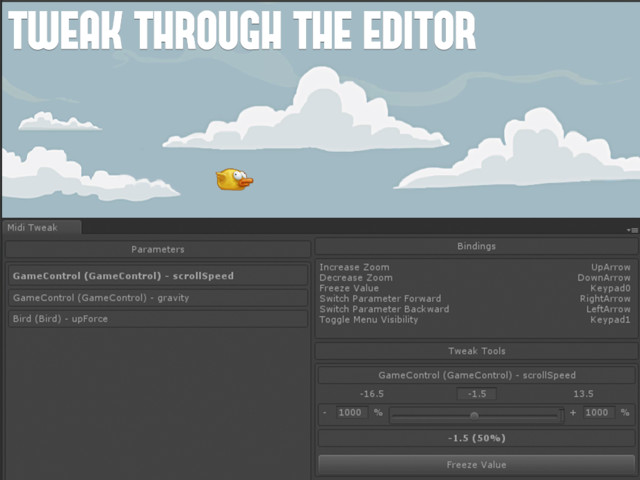 TWEAK THROUGH THE EDITOR
Midi Tweak
Parameters
GameControl (GameControl) - scrollSpeed
GameControl (GameControl) - gravity
Bird (Bird) - upForce
Bindings
Increase Zoom UpArrow
Decrease Zoom DownArrow
Freeze Value Keypad0
Switch Parameter Forward RightArrow
Switch Parameter Backward LeftArrow
Toggle Menu Visibility Keypad1
Tweak Tools
GameControl (GameControl) - scrollSpeed
-16.5 -1.5 13.5
- 1000 % + 1000 %
-1.5 (50%)
Freeze Value